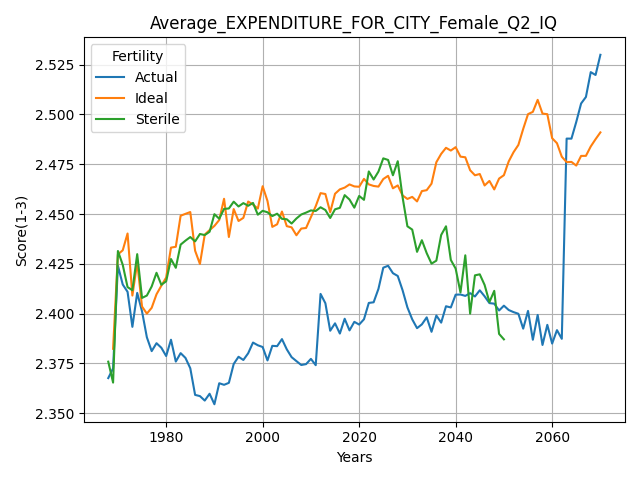 Average_EXPENDITURE_FOR_CITY_Female_Q2_IQ
Fertility
Actual
Ideal
Sterile
Score(1-3)
2.525
2.500
2.475
2.450
2.425
2.400
2.375
2.350
1980 2000 2020 2040 2060
Years